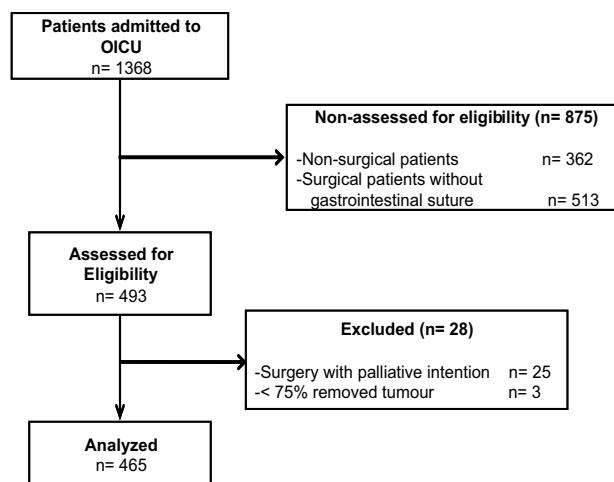 Patients admitted to
OICU
n= 1368
Non-assessed for eligibility (n= 875)
-Non-surgical patients n= 362
-Surgical patients without
gastrointestinal suture n= 513
Assessed for
Eligibility
n= 493
Excluded (n= 28)
-Surgery with palliative intention n= 25
-< 75% removed tumour n= 3
Analyzed
n= 465